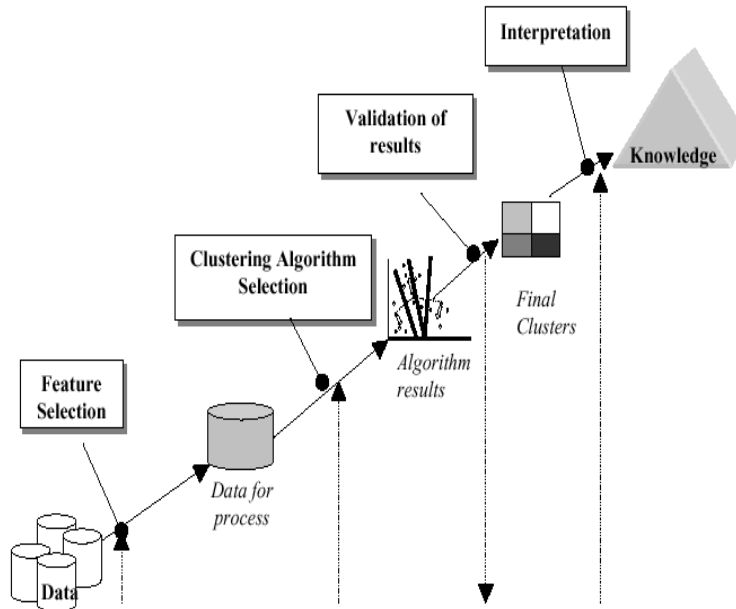 Interpretation
Validation of
results
Knowledge
Clustering Algorithm
Selection
Final
Clusters
Algorithm
results
Feature
Selection
Data for
process
Data